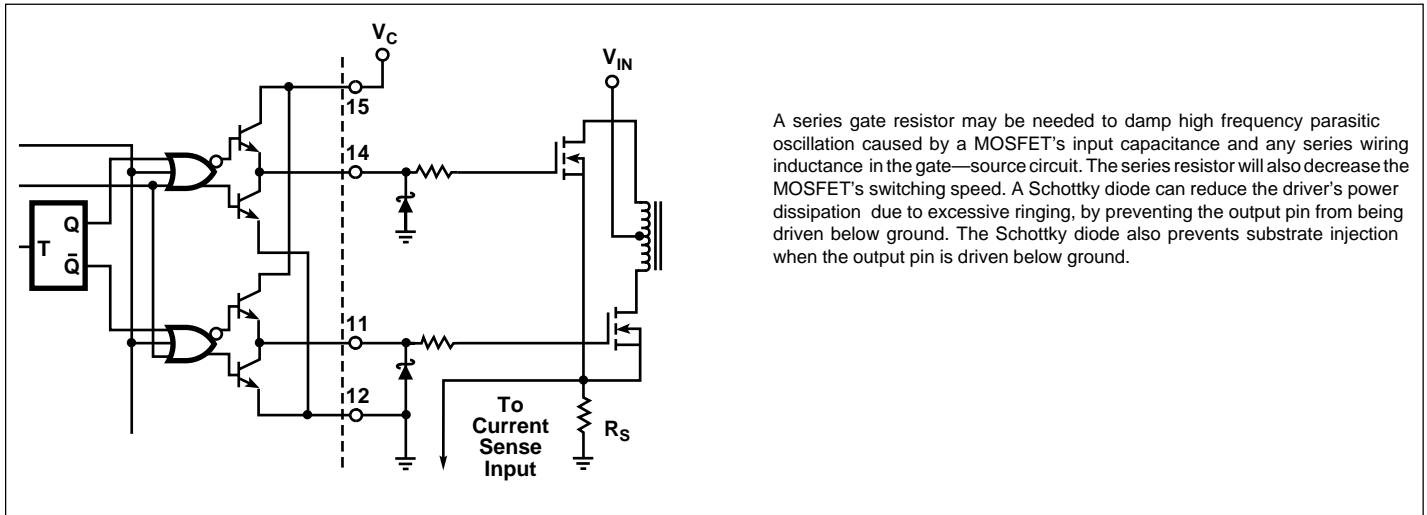 V_C
15
V_IN
14
Q
T
Q̄
11
12
To
Current
Sense
Input
R_S
A series gate resistor may be needed to damp high frequency parasitic
oscillation caused by a MOSFET's input capacitance and any series wiring
inductance in the gate—source circuit. The series resistor will also decrease the
MOSFET's switching speed. A Schottky diode can reduce the driver's power
dissipation due to excessive ringing, by preventing the output pin from being
driven below ground. The Schottky diode also prevents substrate injection
when the output pin is driven below ground.